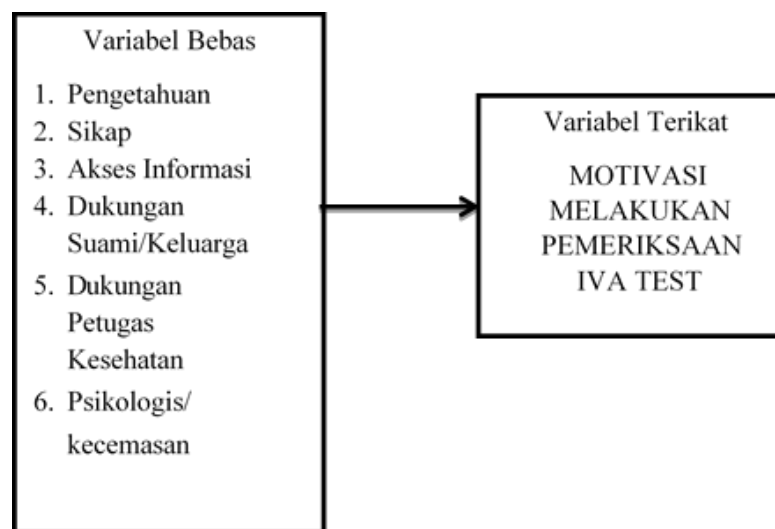 Variabel Bebas
1. Pengetahuan
2. Sikap
3. Akses Informasi
4. Dukungan
Suami/Keluarga
5. Dukungan
Petugas
Kesehatan
6. Psikologis/
kecemasan
Variabel Terikat
MOTIVASI
MELAKUKAN
PEMERIKSAAN
IVA TEST